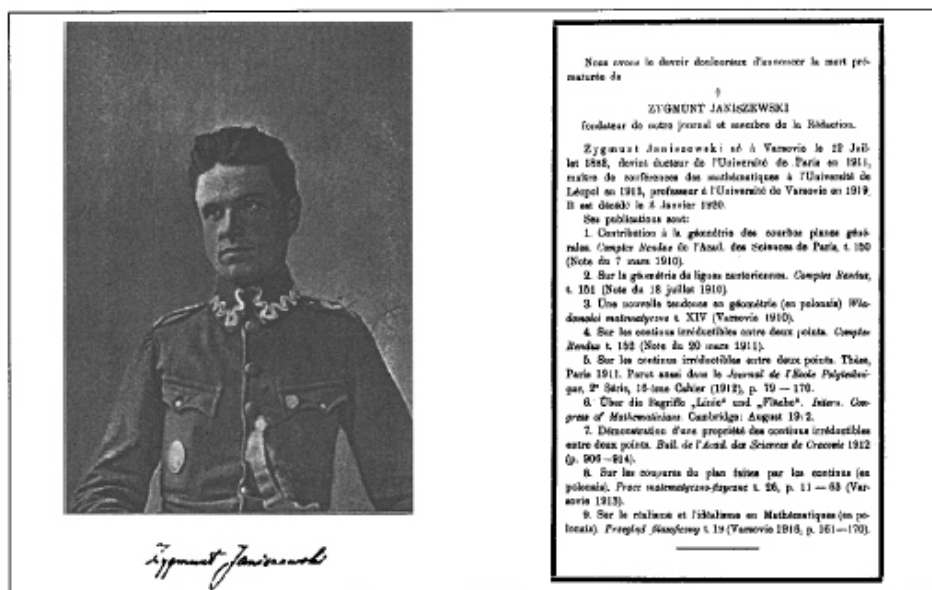 Nous avons le devoir douloureux d'annoncer la mort pré-
maturée de
†
ZYGMUNT JANISZEWSKI
fondateur de notre journal et membre de la Rédaction.
Zygmunt Janiszewski né à Varsovie le 12 Juil-
let 1888, devint docteur de l'Université de Paris en 1911,
maître de conférences des mathématiques à l'Université de
Léopol en 1913, professeur à l'Université de Varsovie en 1919.
Il est décédé le 3 Janvier 1920.
Ses publications sont:
1. Contribution à la géométrie des courbes planes géné-
rales. Comptes Rendus de l'Acad. des Sciences de Paris, t. 150
(Note du 7 mars 1910).
2. Sur la géométrie de lignes cantoriennes. Comptes Rendus,
t. 151 (Note du 18 juillet 1910).
3. Une nouvelle tendance en géométrie (en polonais) Wia-
domości matematyczne t. XIV (Varsovie 1910).
4. Sur les continus irréductibles entre deux points. Comptes
Rendus t. 152 (Note du 20 mars 1911).
5. Sur les continus irréductibles entre deux points. Thèse,
Paris 1911. Parut aussi dans le Journal de l'Ecole Polytechni-
que, 2e Série, 16-ième Cahier (1912), p. 79—170.
6. Über die Begriffe „Linie" und „Fläche". Intern. Con-
gress of Mathematicians. Cambridge: August 1912.
7. Démonstration d'une propriété des continus irréductibles
entre deux points. Bull. de l'Acad. des Sciences de Cracovie 1912
(p. 906—914).
8. Sur les coupures du plan faites par les continus (en
polonais). Prace matematyczno-fizyczne t. 26, p. 11—63 (Var-
sovie 1913).
9. Sur le réalisme et l'idéalisme en Mathématiques (en po-
lonais). Przegląd filozoficzny t. 19 (Varsovie 1916, p. 161—170).
Zygmunt Janiszewski